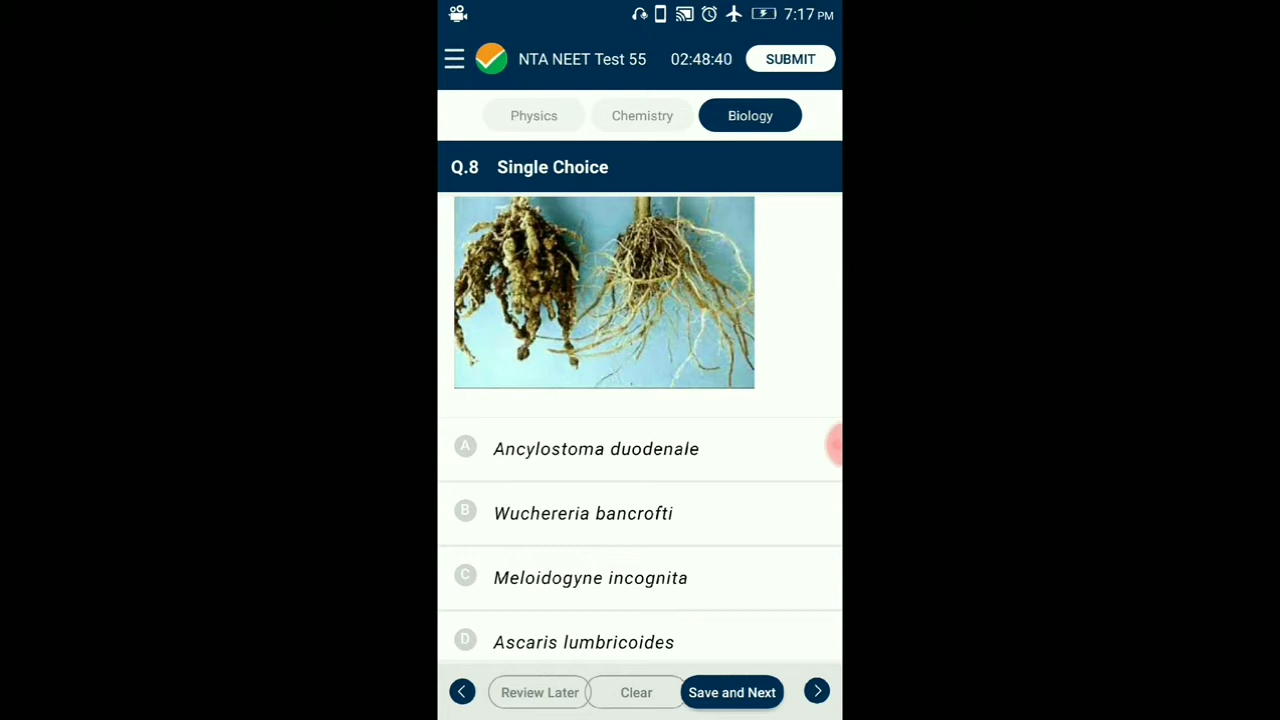 7:17 PM
NTA NEET Test 55 02:48:40 SUBMIT
Physics Chemistry Biology
Q.8 Single Choice
A Ancylostoma duodenale
B Wuchereria bancrofti
C Meloidogyne incognita
D Ascaris lumbricoides
Review Later Clear Save and Next